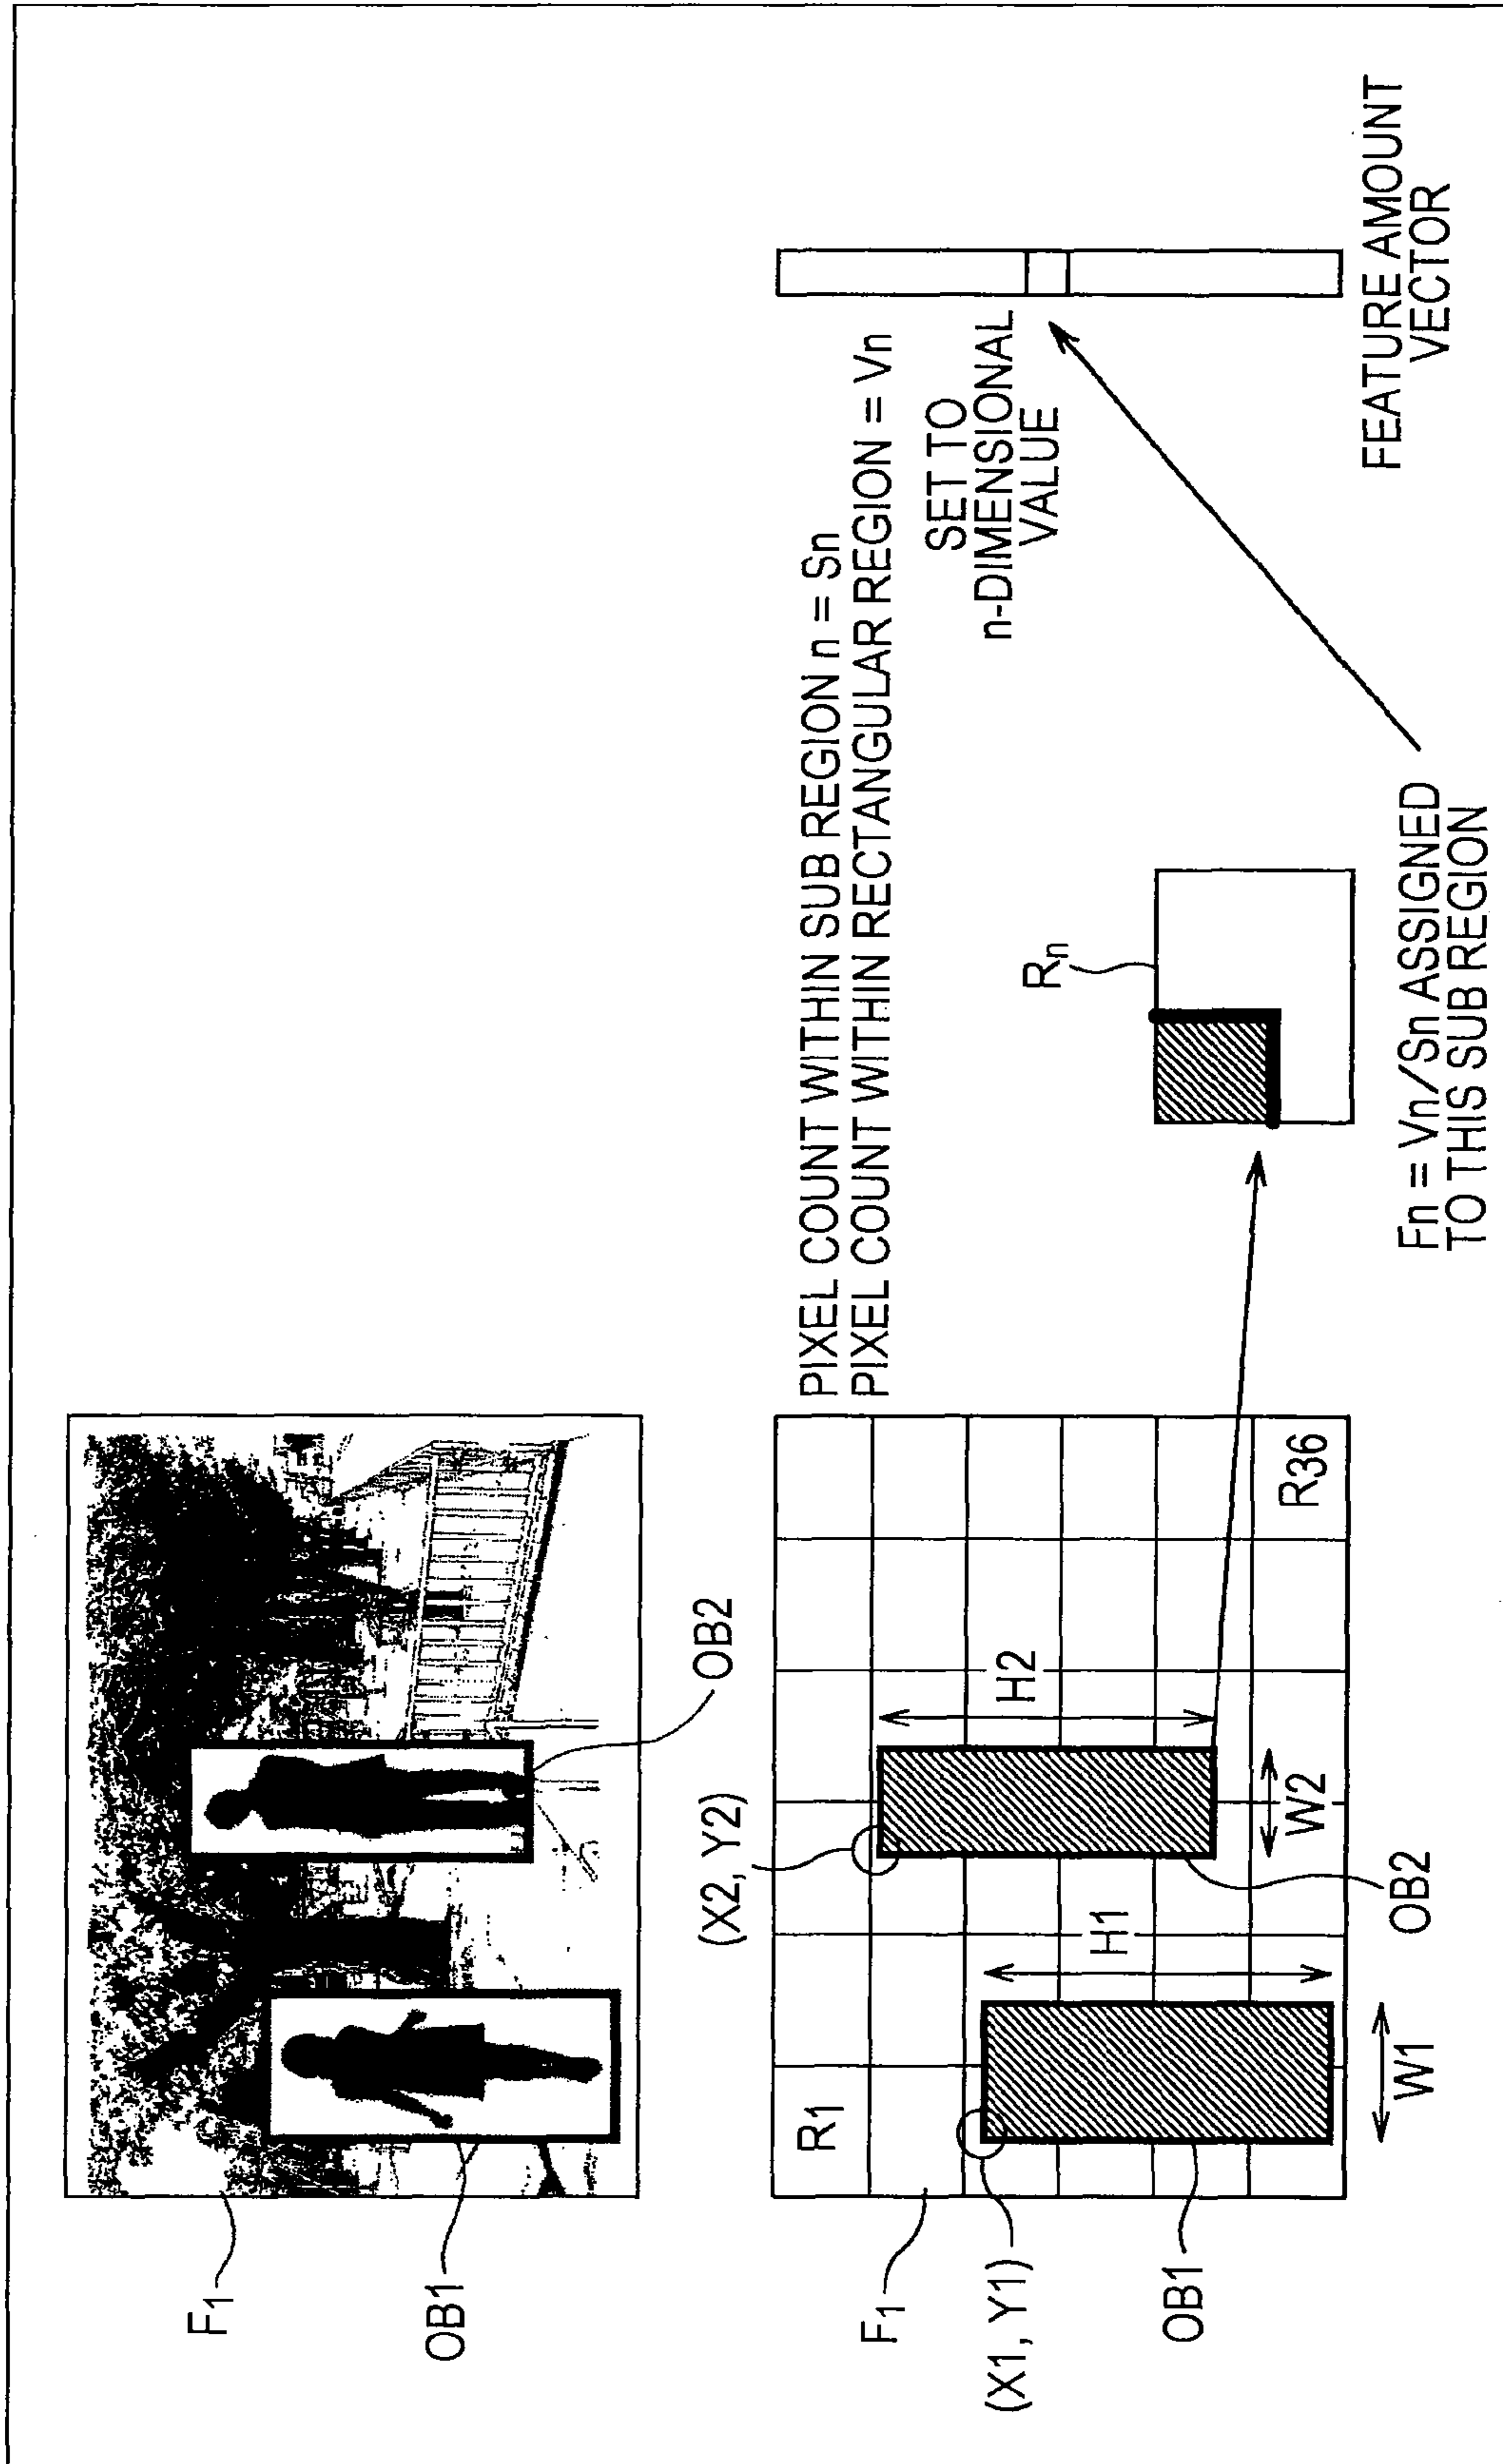 F1
OB1
OB2
F1
(X1, Y1)
OB1
R1
(X2, Y2)
H1
H2
W1
W2
OB2
R36
PIXEL COUNT WITHIN SUB REGION n = Sn
PIXEL COUNT WITHIN RECTANGULAR REGION = Vn
Rn
Fn = Vn/Sn ASSIGNED
TO THIS SUB REGION
SET TO
n-DIMENSIONAL
VALUE
FEATURE AMOUNT
VECTOR